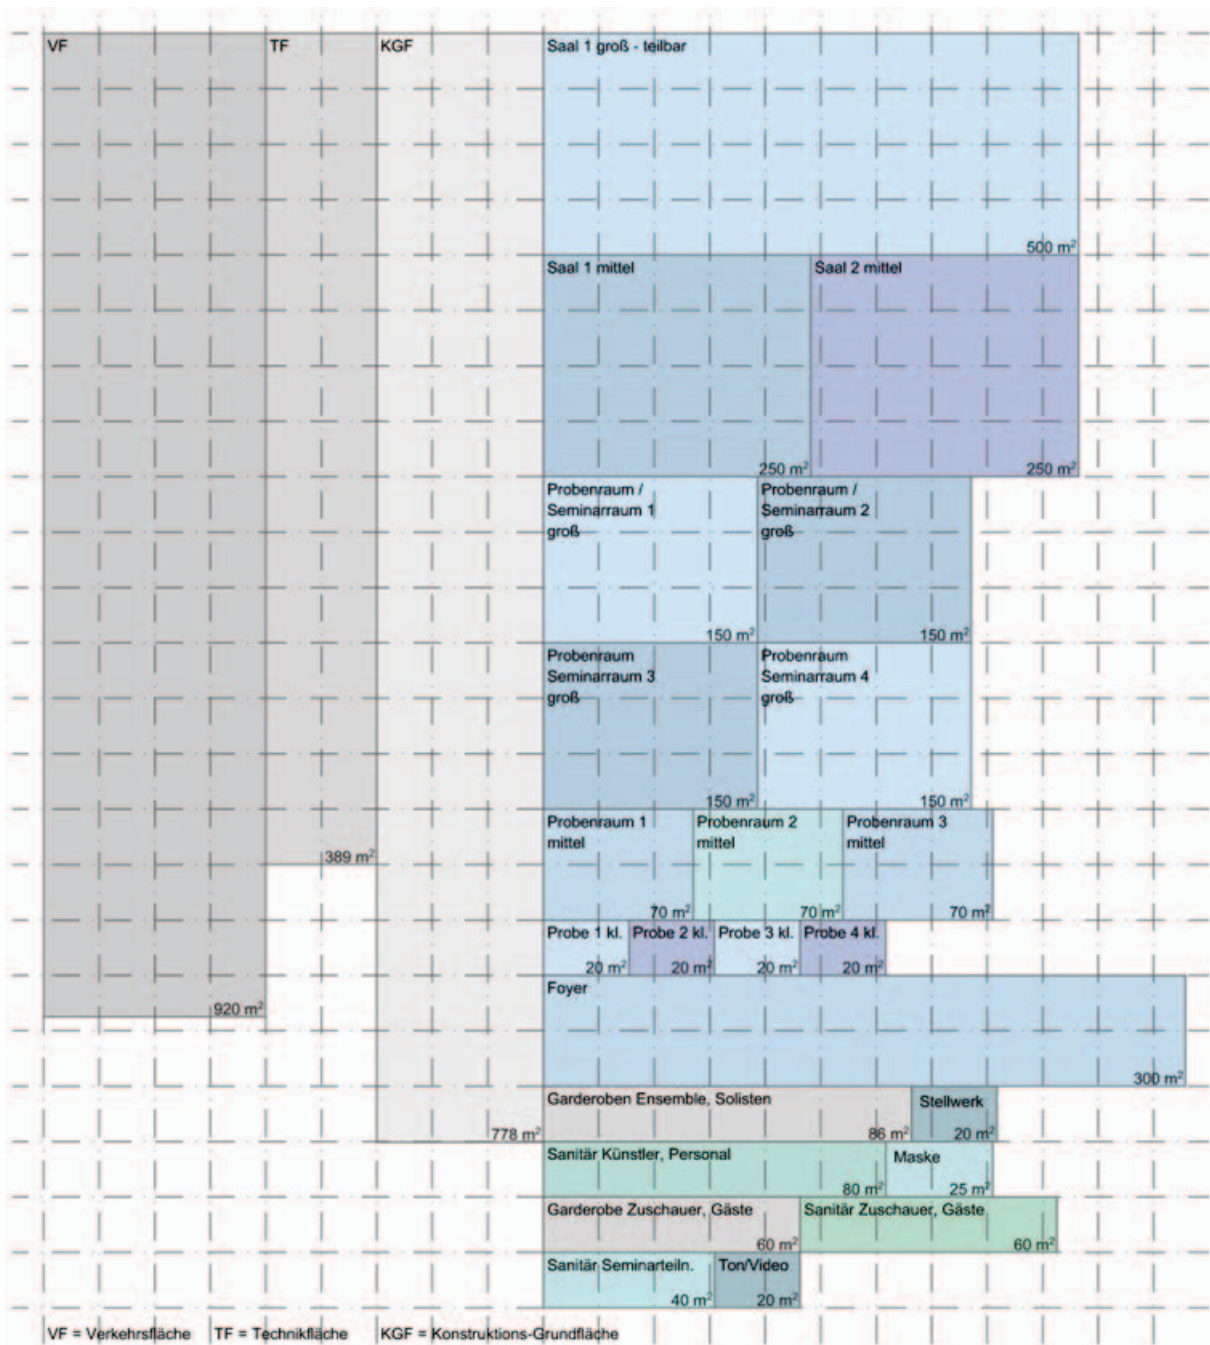 VF
TF
KGF
Saal 1 groß - teilbar
500 m²
Saal 1 mittel
Saal 2 mittel
250 m²
250 m²
Probenraum /
Seminarraum 1
groß
Probenraum /
Seminarraum 2
groß
150 m²
150 m²
Probenraum
Seminarraum 3
groß
Probenraum
Seminarraum 4
groß
150 m²
150 m²
Probenraum 1
mittel
Probenraum 2
mittel
Probenraum 3
mittel
389 m²
70 m²
70 m²
70 m²
Probe 1 kl.
Probe 2 kl.
Probe 3 kl.
Probe 4 kl.
20 m²
20 m²
20 m²
20 m²
Foyer
920 m²
300 m²
Garderoben Ensemble, Solisten
Stellwerk
778 m²
86 m²
20 m²
Sanitär Künstler, Personal
Maske
80 m²
25 m²
Garderobe Zuschauer, Gäste
Sanitär Zuschauer, Gäste
60 m²
60 m²
Sanitär Seminarteiln.
Ton/Video
40 m²
20 m²
VF = Verkehrsfläche
TF = Technikfläche
KGF = Konstruktions-Grundfläche